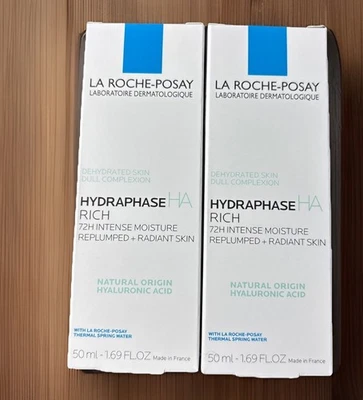 LA ROCHE-POSAY
LABORATOIRE DERMATOLOGIQUE
DEHYDRATED SKIN
DULL COMPLEXION
HYDRAPHASE HA
RICH
72H INTENSE MOISTURE
REPLUMPED + RADIANT SKIN
NATURAL ORIGIN
HYALURONIC ACID
WITH LA ROCHE-POSAY
THERMAL SPRING WATER
50 ml - 1.69 FL.OZ. Made in France
LA ROCHE-POSAY
LABORATOIRE DERMATOLOGIQUE
DEHYDRATED SKIN
DULL COMPLEXION
HYDRAPHASE HA
RICH
72H INTENSE MOISTURE
REPLUMPED + RADIANT SKIN
NATURAL ORIGIN
HYALURONIC ACID
WITH LA ROCHE-POSAY
THERMAL SPRING WATER
50 ml - 1.69 FL.OZ. Made in France